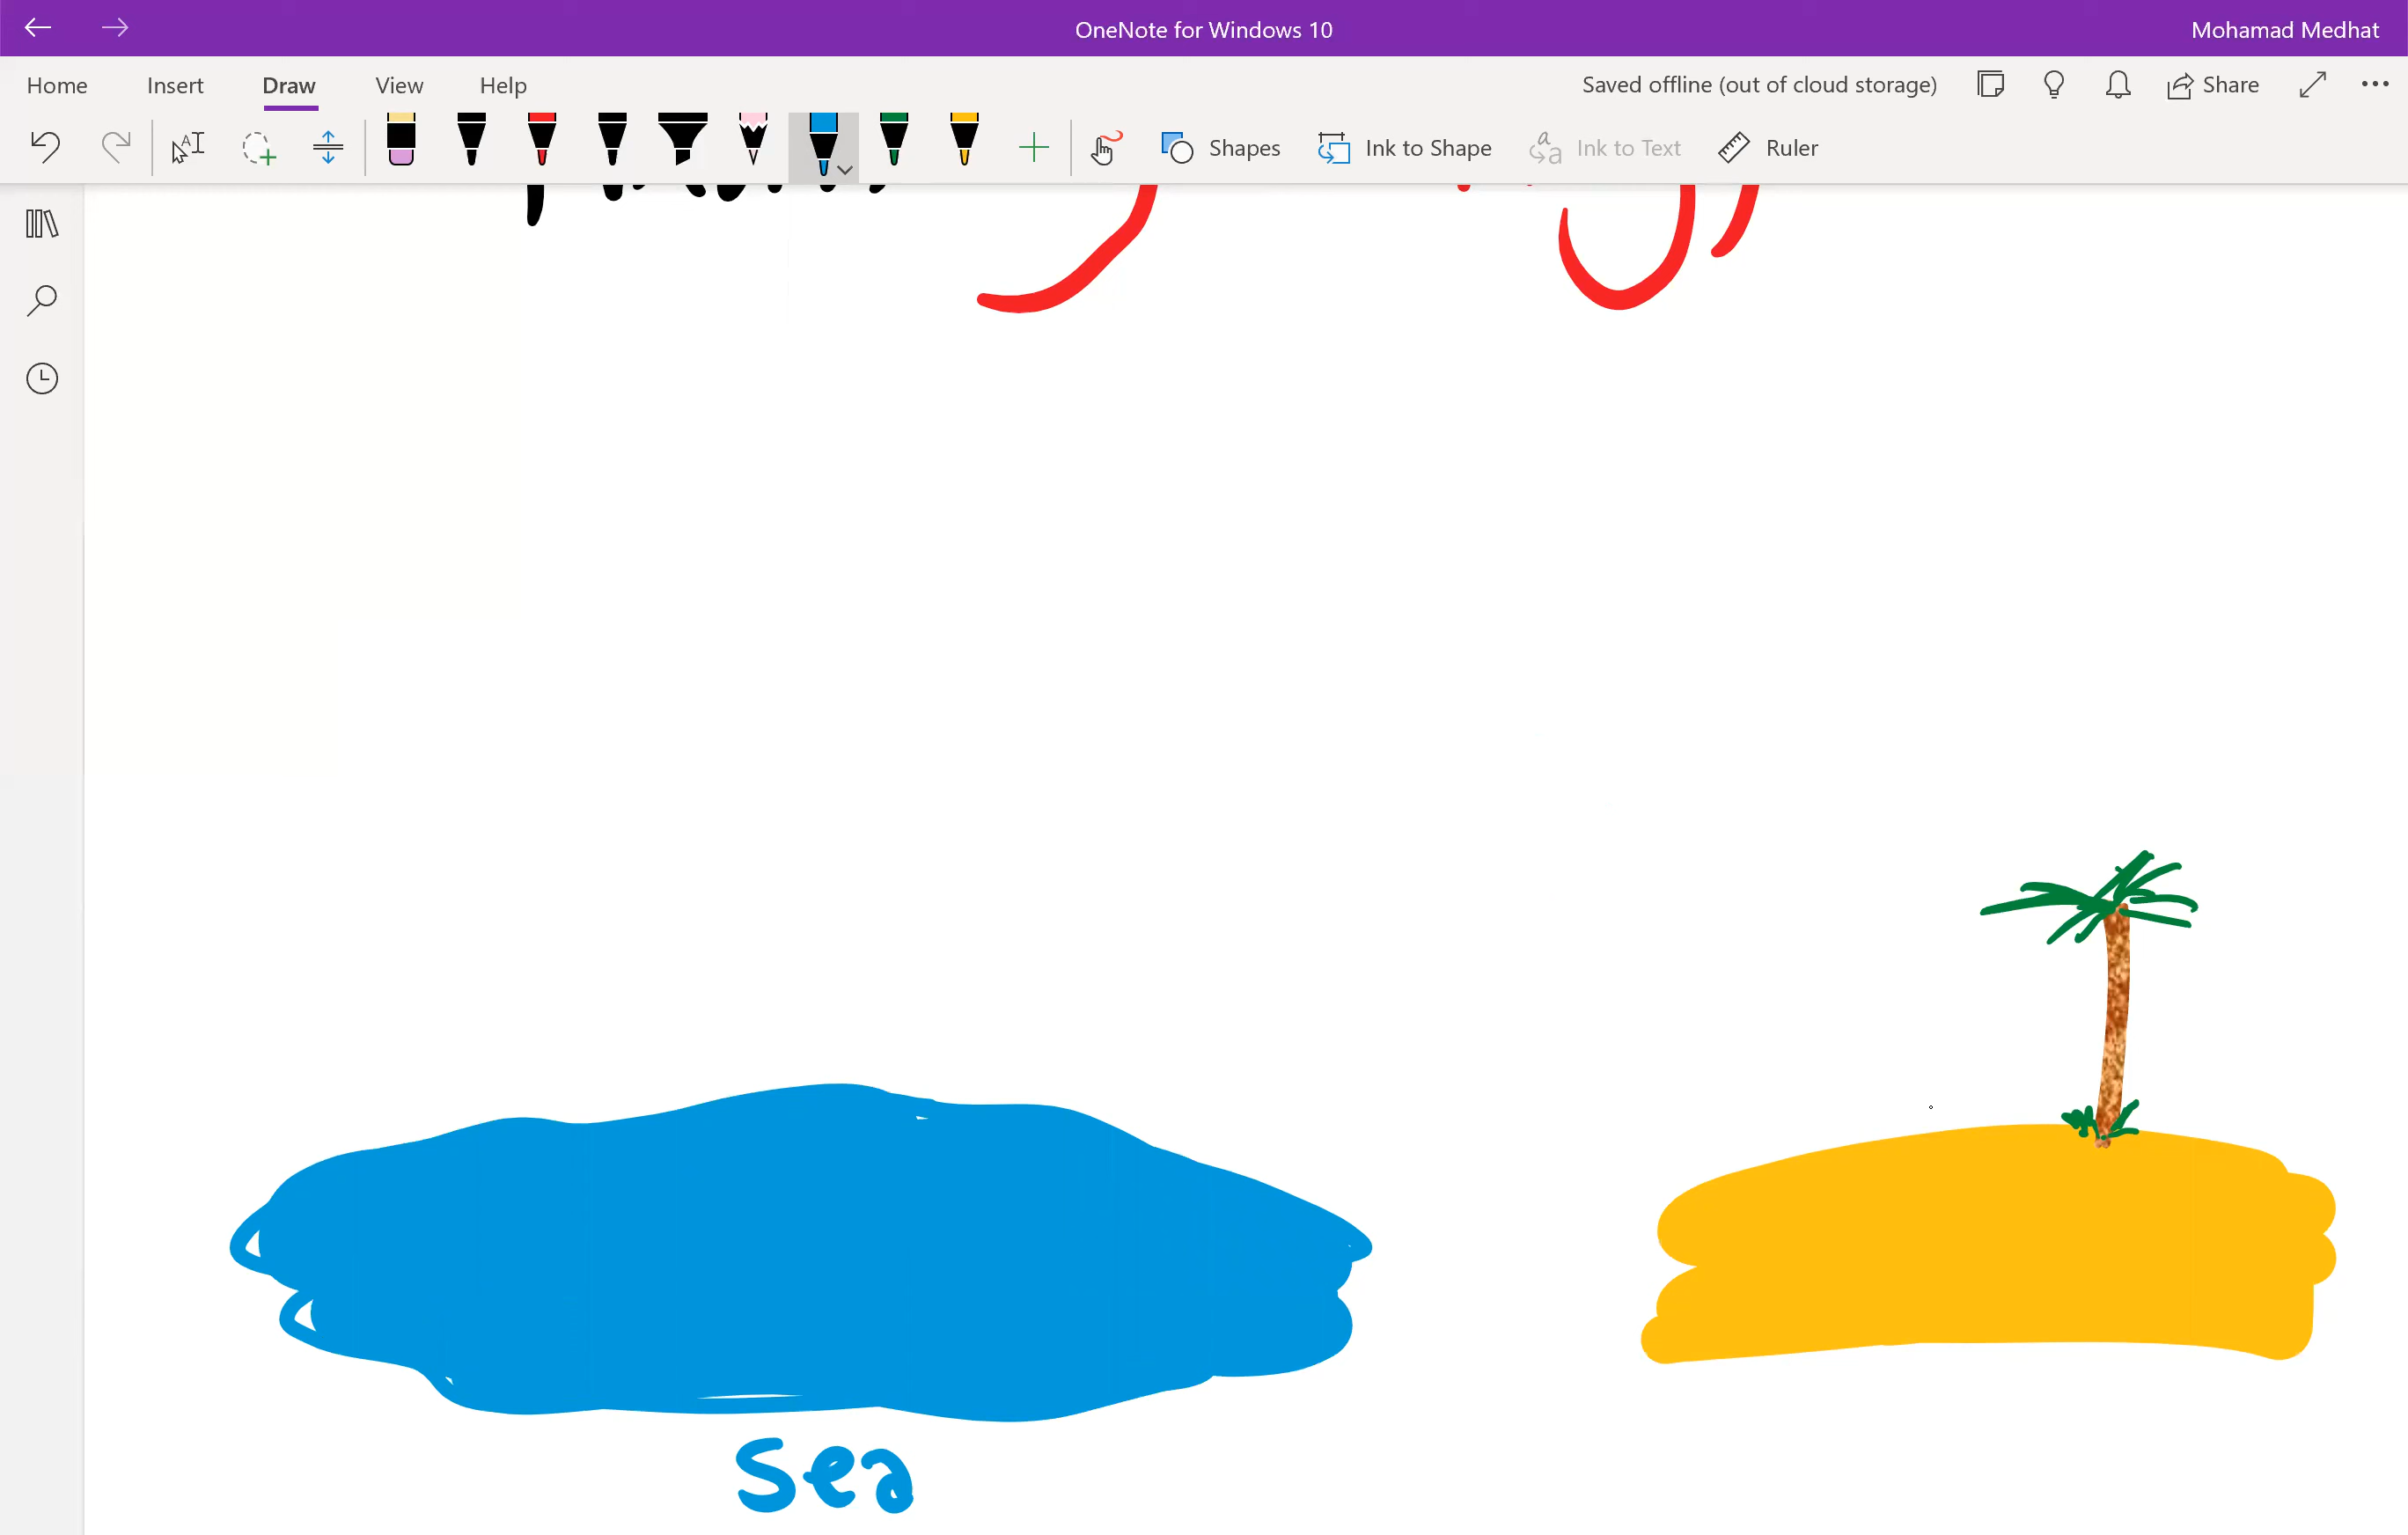 OneNote for Windows 10
Mohamad Medhat
Home Insert Draw View Help
Saved offline (out of cloud storage)
Share
Shapes
Ink to Shape
Ink to Text
Ruler
Sea